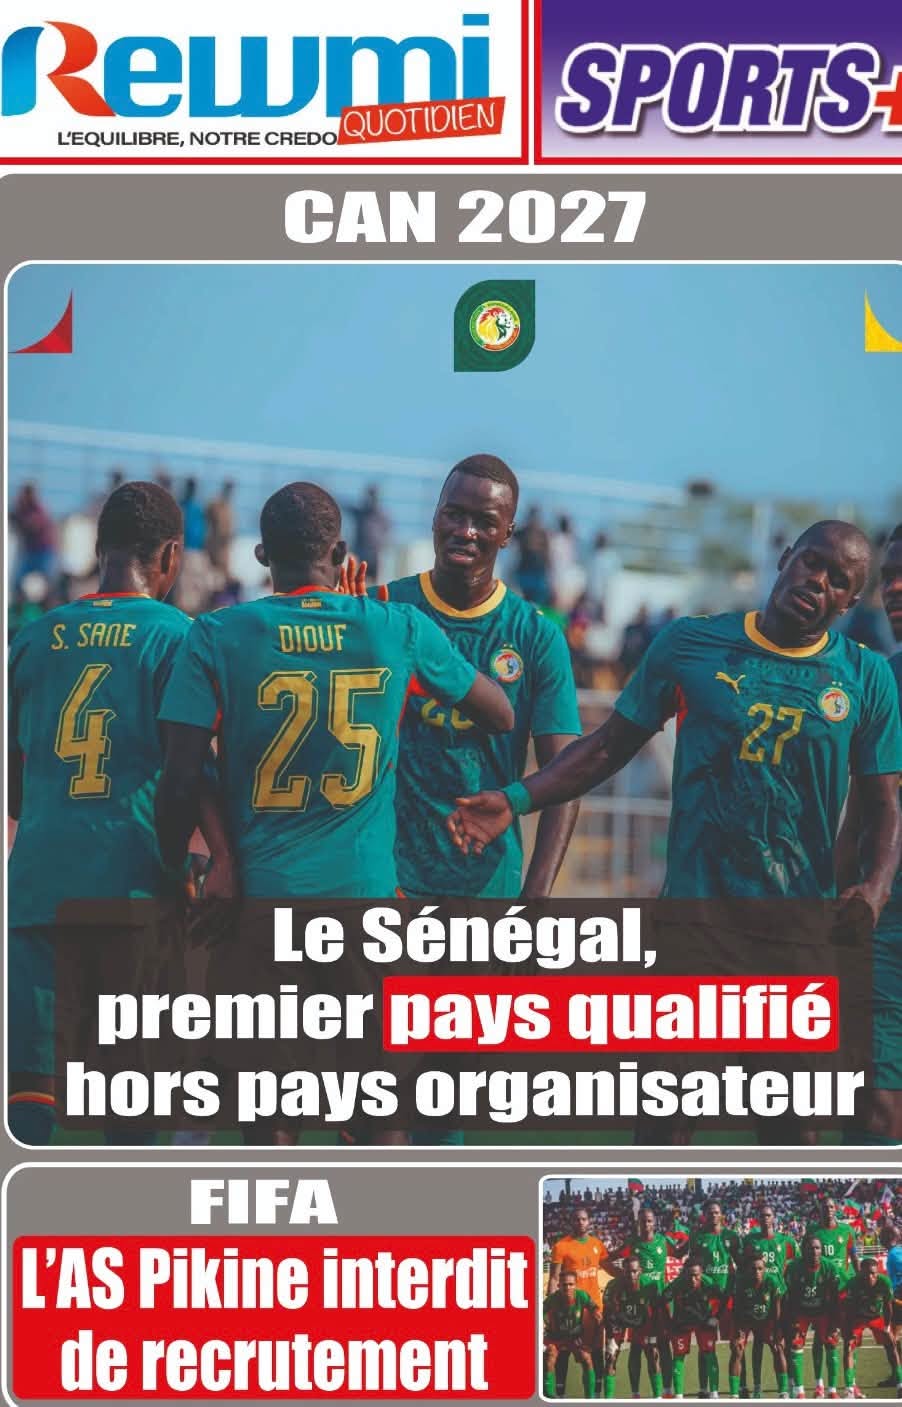 Rewmi
QUOTIDIEN
L'EQUILIBRE, NOTRE CREDO
SPORTS+
CAN 2027
S. SANE
4
DIOUF
25
27
Le Sénégal,
premier pays qualifié
hors pays organisateur
FIFA
L'AS Pikine interdit
de recrutement